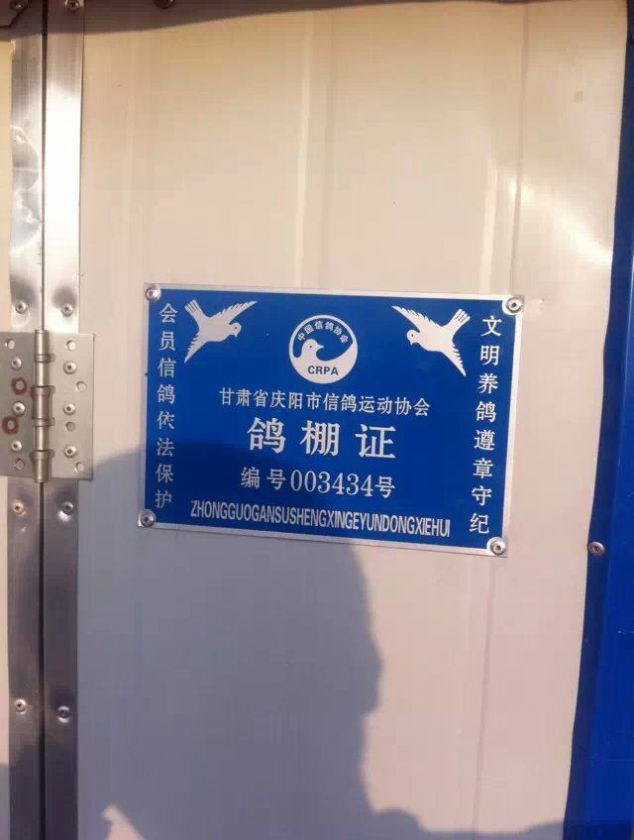 中国信鸽协会
CRPA
甘肃省庆阳市信鸽运动协会
鸽棚证
编号003434号
ZHONGGUOGANSUSHENGXINGEYUNDONGXIEHUI
会员信鸽依法保护
文明养鸽遵章守纪